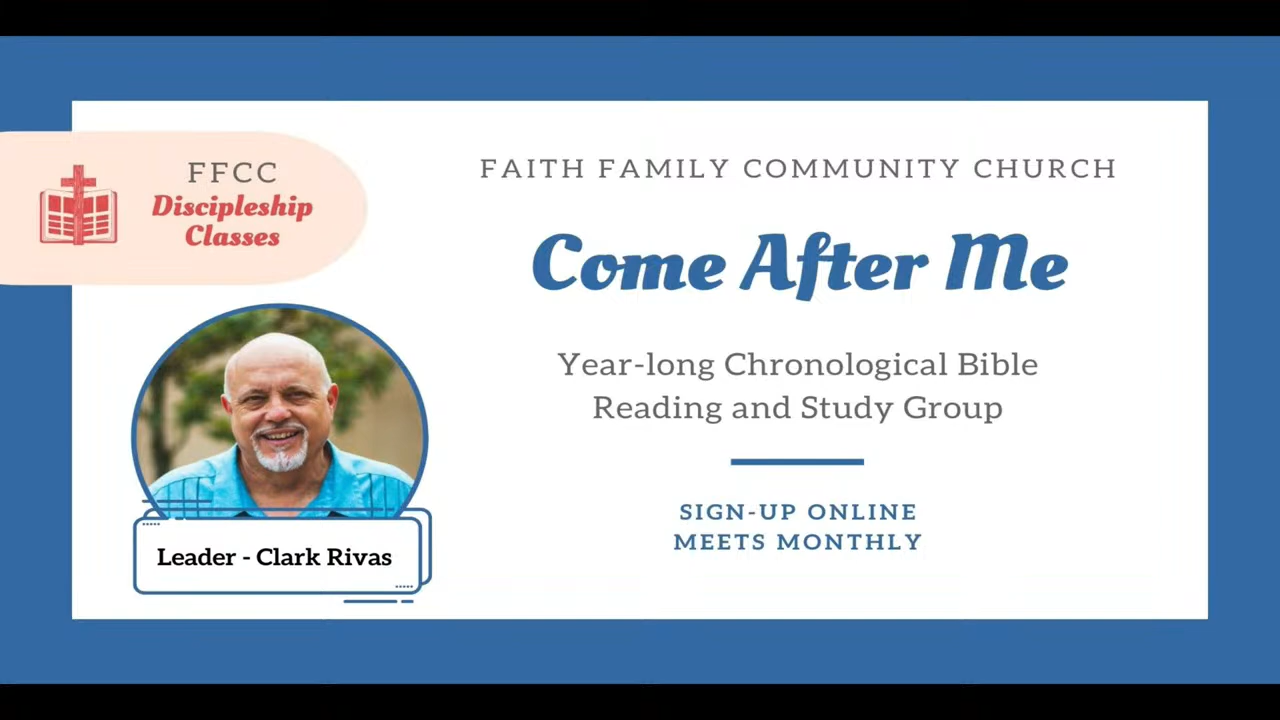 FFCC
Discipleship
Classes
FAITH FAMILY COMMUNITY CHURCH
Come After Me
Year-long Chronological Bible
Reading and Study Group
SIGN-UP ONLINE
MEETS MONTHLY
Leader - Clark Rivas